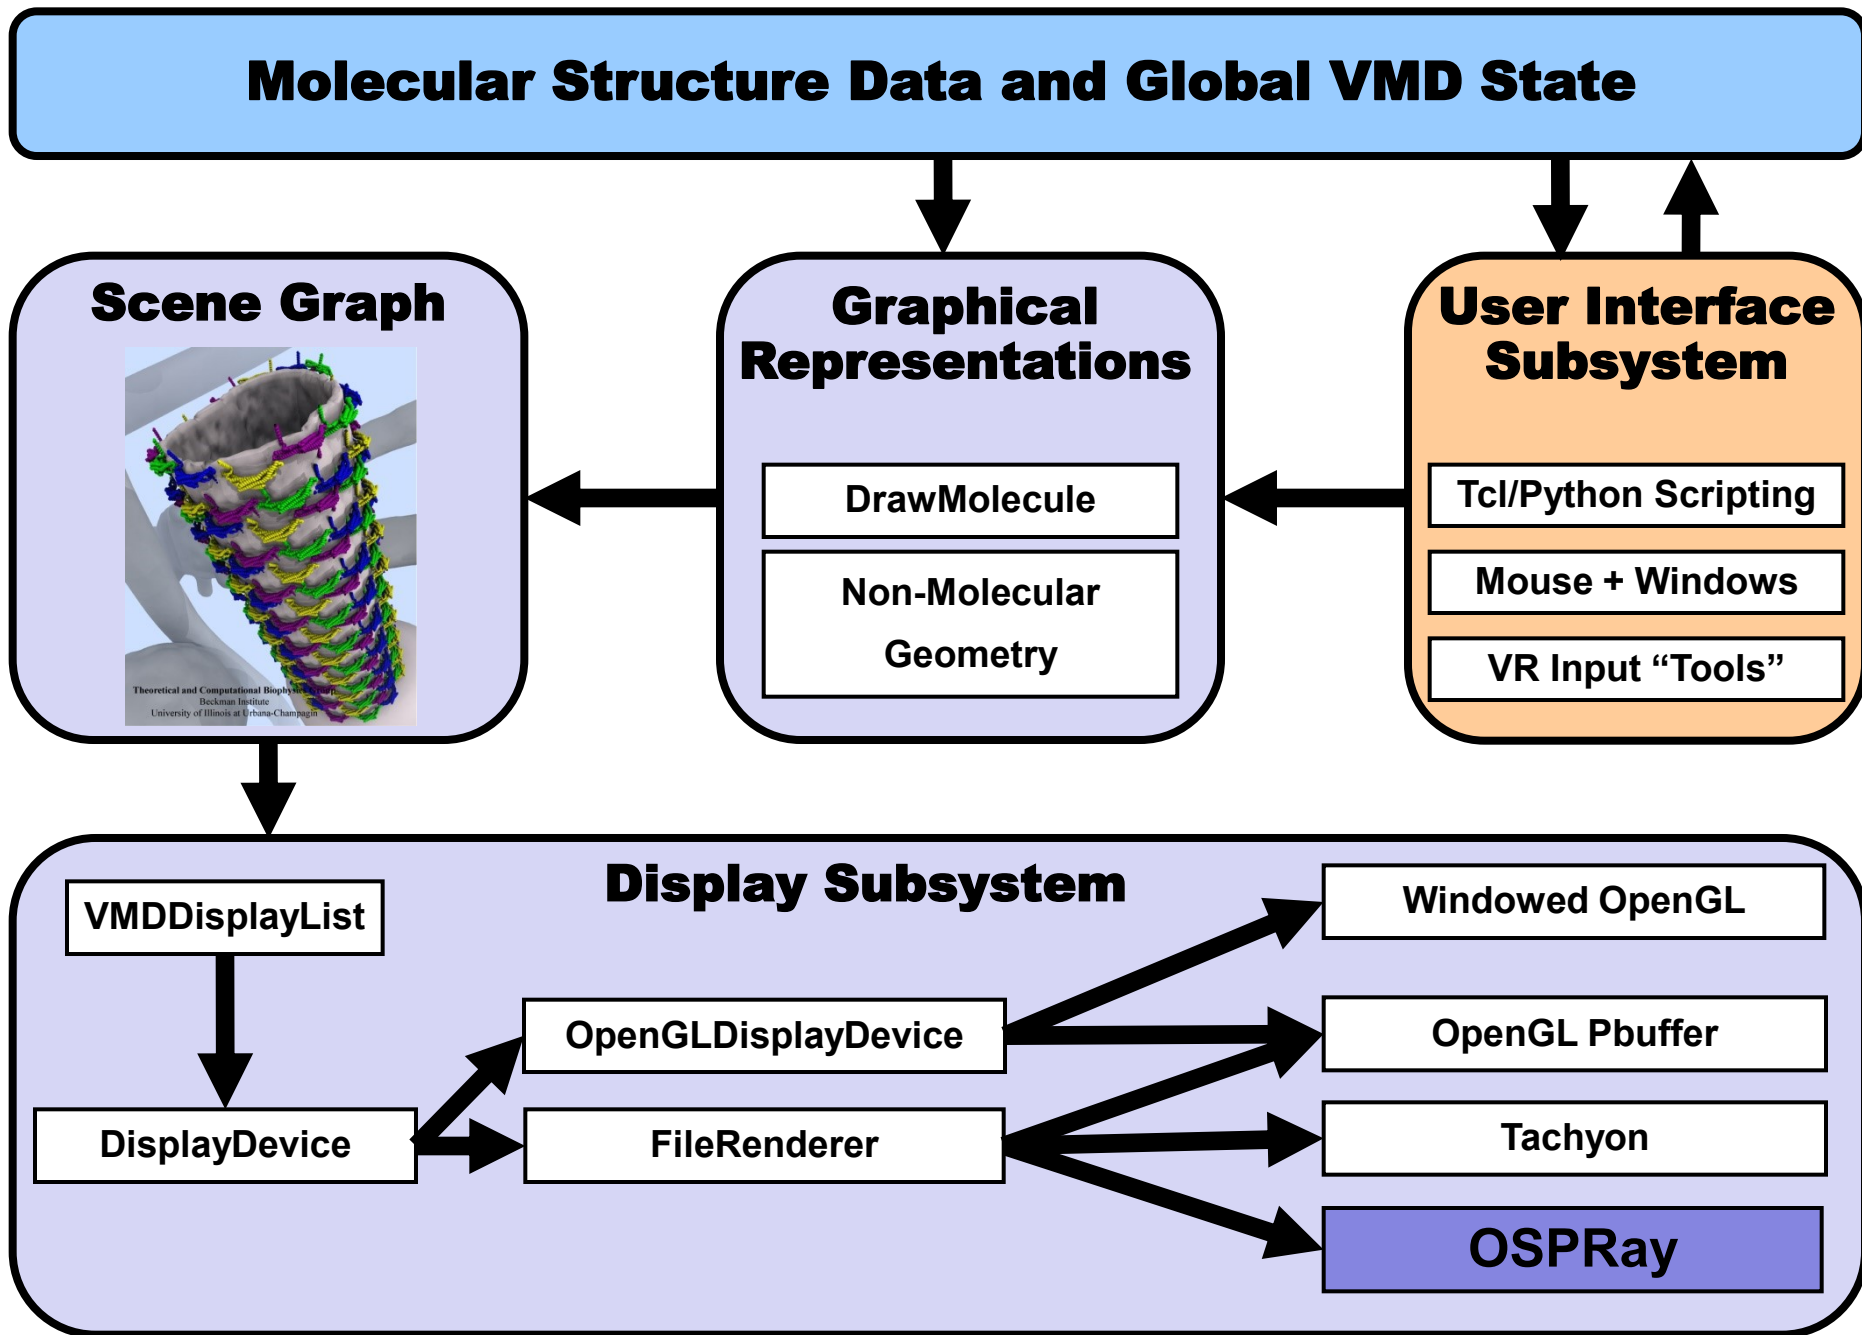 Molecular Structure Data and Global VMD State
Scene Graph
Theoretical and Computational Biophysics Group
Beckman Institute
University of Illinois at Urbana-Champagin
Graphical
Representations
DrawMolecule
Non-Molecular
Geometry
User Interface
Subsystem
Tcl/Python Scripting
Mouse + Windows
VR Input “Tools”
Display Subsystem
VMDDisplayList
DisplayDevice
OpenGLDisplayDevice
FileRenderer
Windowed OpenGL
OpenGL Pbuffer
Tachyon
OSPRay